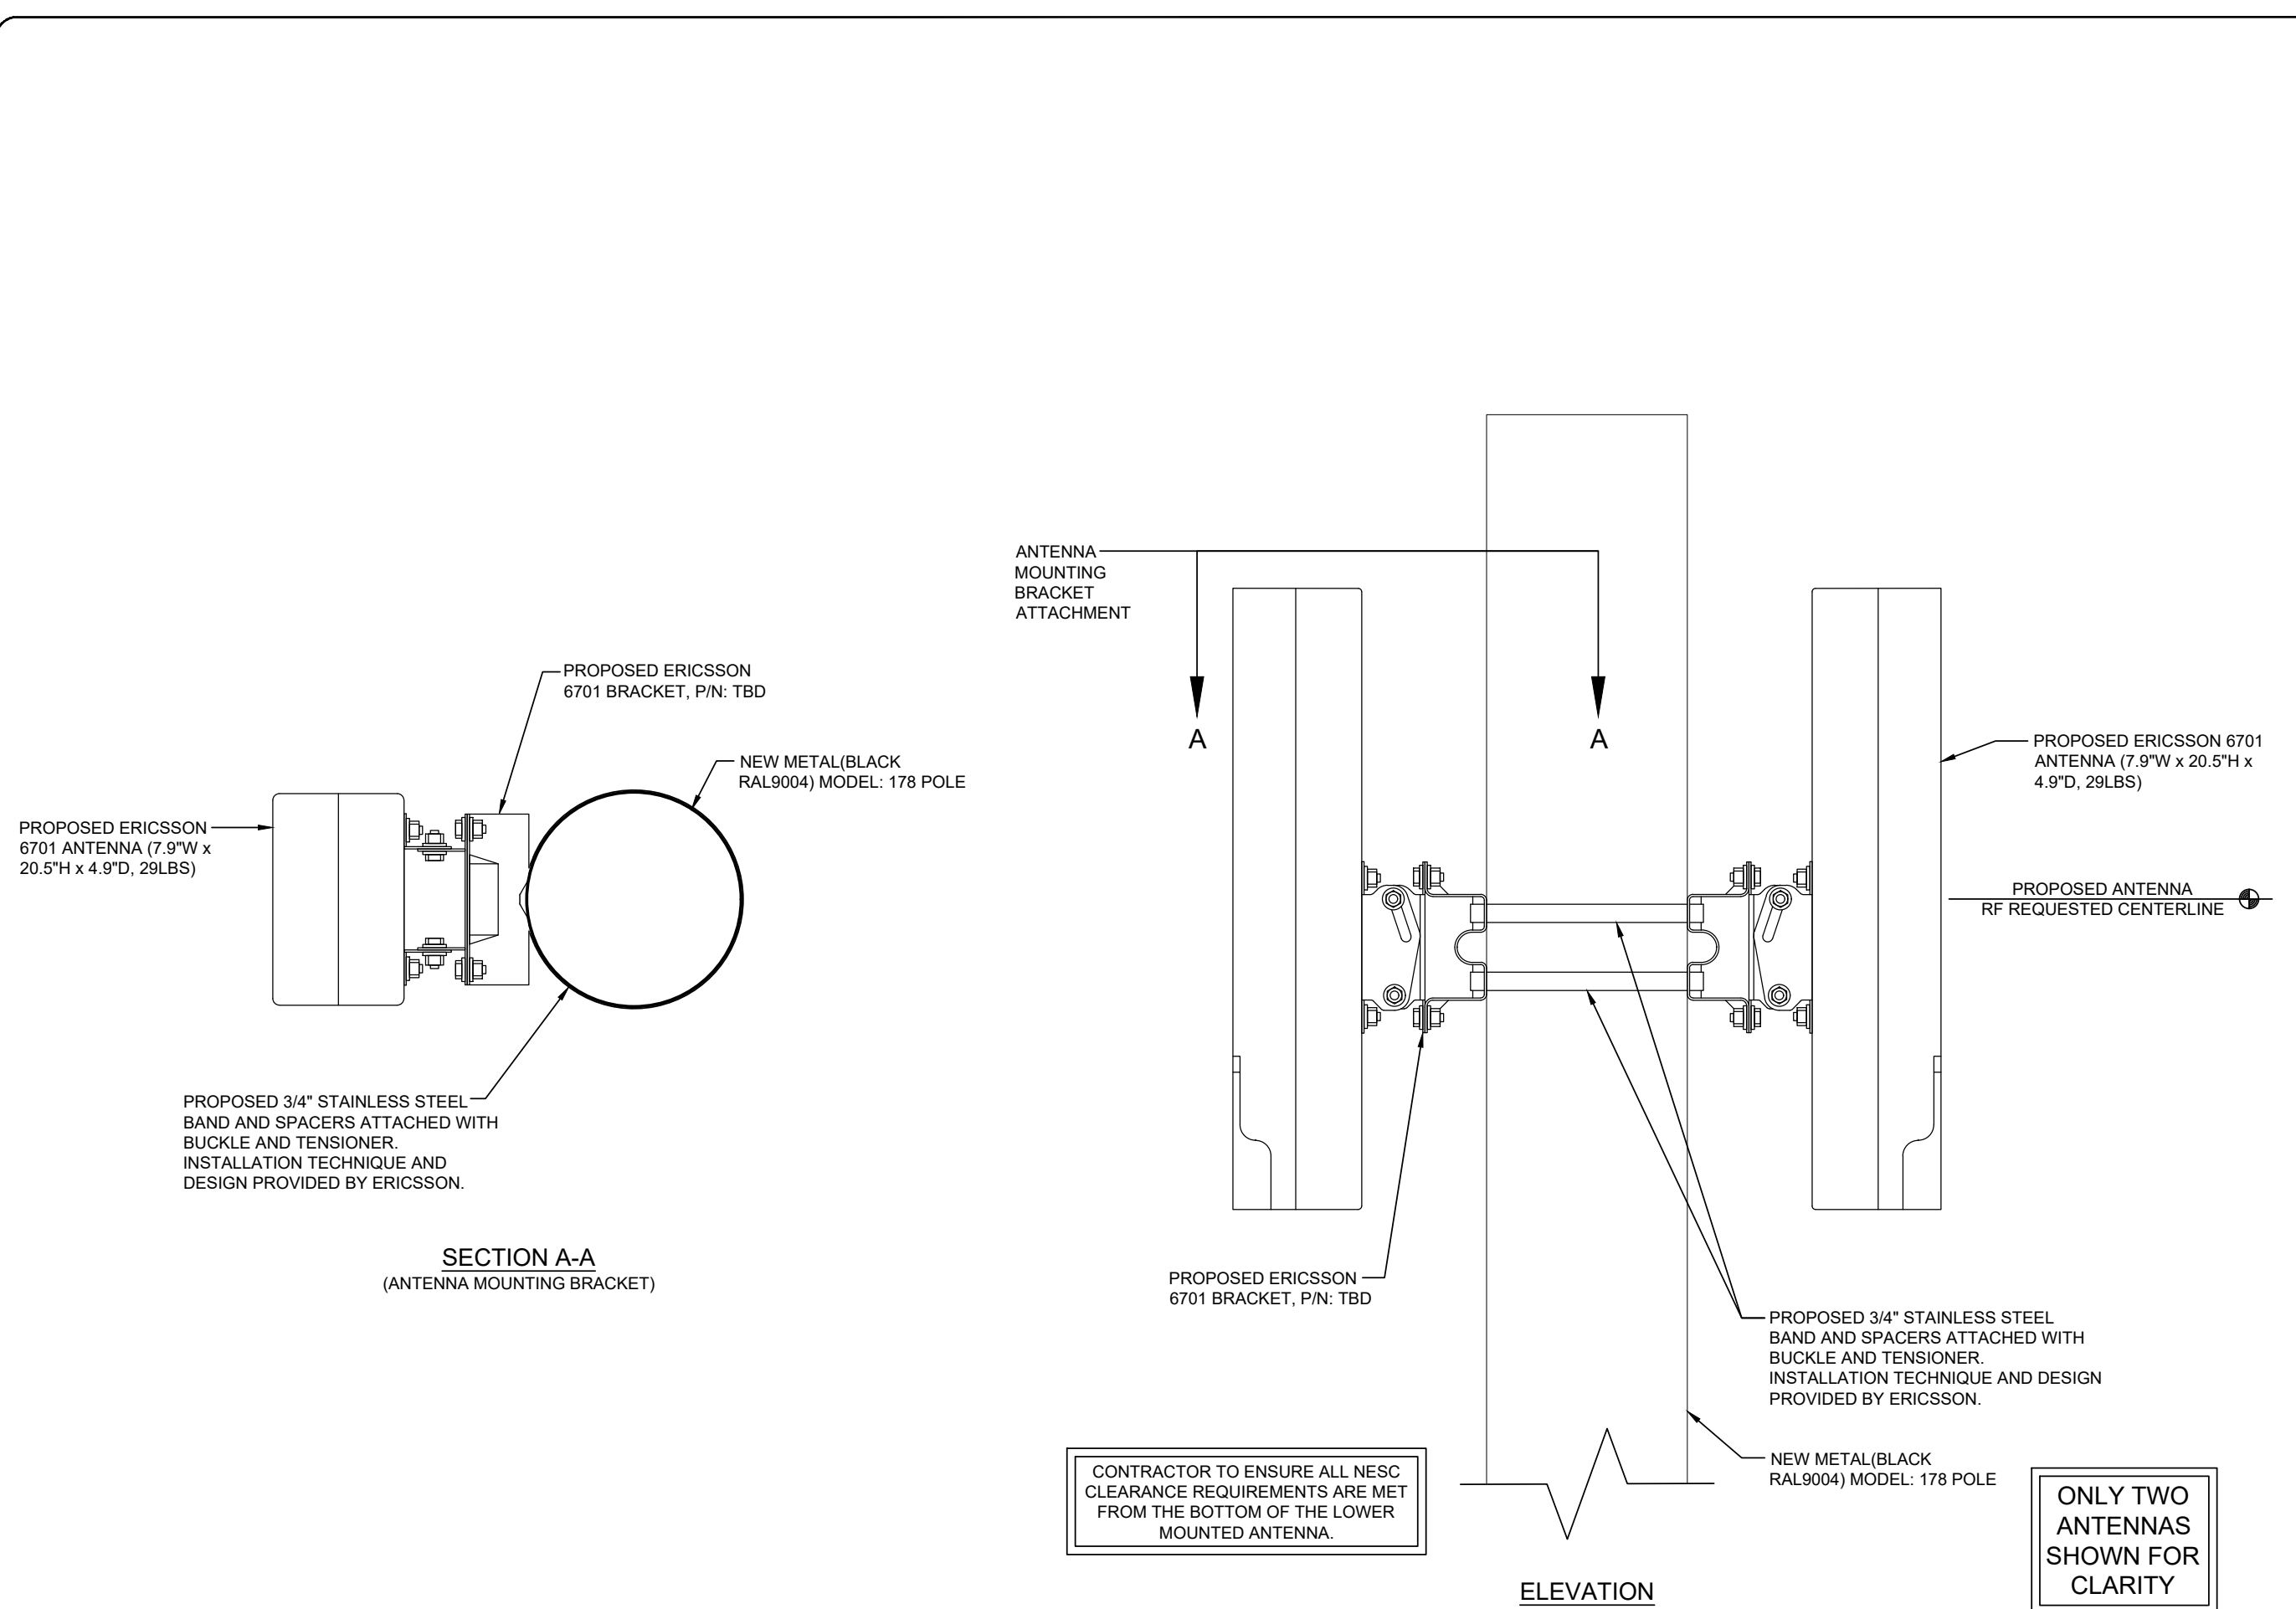 PROPOSED ERICSSON
6701 BRACKET, P/N: TBD
NEW METAL(BLACK
RAL9004) MODEL: 178 POLE
PROPOSED ERICSSON
6701 ANTENNA (7.9"W x
20.5"H x 4.9"D, 29LBS)
PROPOSED 3/4" STAINLESS STEEL
BAND AND SPACERS ATTACHED WITH
BUCKLE AND TENSIONER.
INSTALLATION TECHNIQUE AND
DESIGN PROVIDED BY ERICSSON.
SECTION A-A
(ANTENNA MOUNTING BRACKET)
ANTENNA
MOUNTING
BRACKET
ATTACHMENT
A
A
PROPOSED ERICSSON 6701
ANTENNA (7.9"W x 20.5"H x
4.9"D, 29LBS)
PROPOSED ANTENNA
RF REQUESTED CENTERLINE
PROPOSED ERICSSON
6701 BRACKET, P/N: TBD
PROPOSED 3/4" STAINLESS STEEL
BAND AND SPACERS ATTACHED WITH
BUCKLE AND TENSIONER.
INSTALLATION TECHNIQUE AND DESIGN
PROVIDED BY ERICSSON.
NEW METAL(BLACK
RAL9004) MODEL: 178 POLE
CONTRACTOR TO ENSURE ALL NESC
CLEARANCE REQUIREMENTS ARE MET
FROM THE BOTTOM OF THE LOWER
MOUNTED ANTENNA.
ONLY TWO
ANTENNAS
SHOWN FOR
CLARITY
ELEVATION